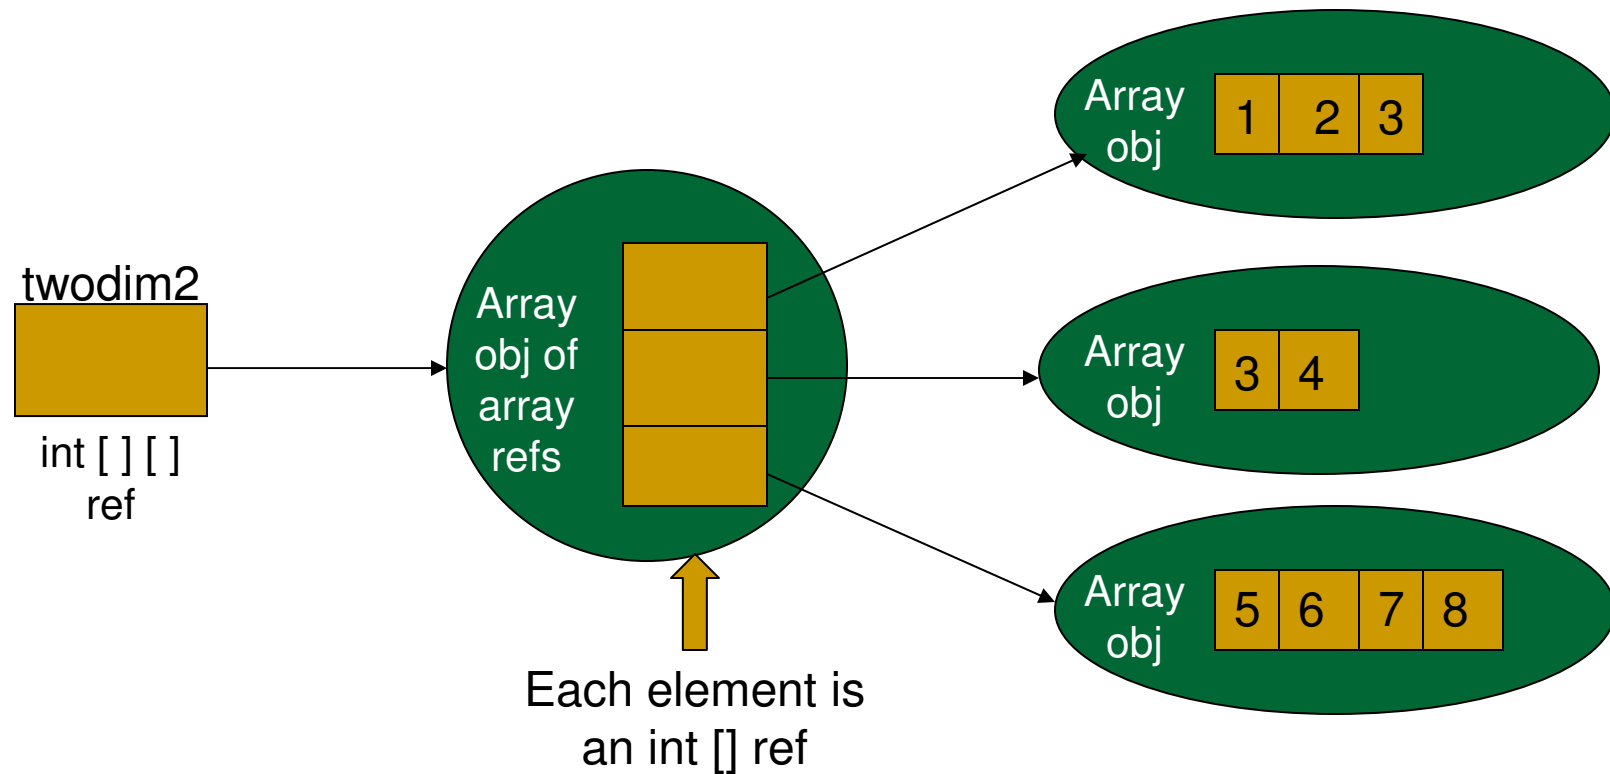 twodim2
int [ ] [ ]
ref
Array
obj of
array
refs
Each element is
an int [] ref
Array
obj
1 2 3
Array
obj
3 4
Array
obj
5 6 7 8